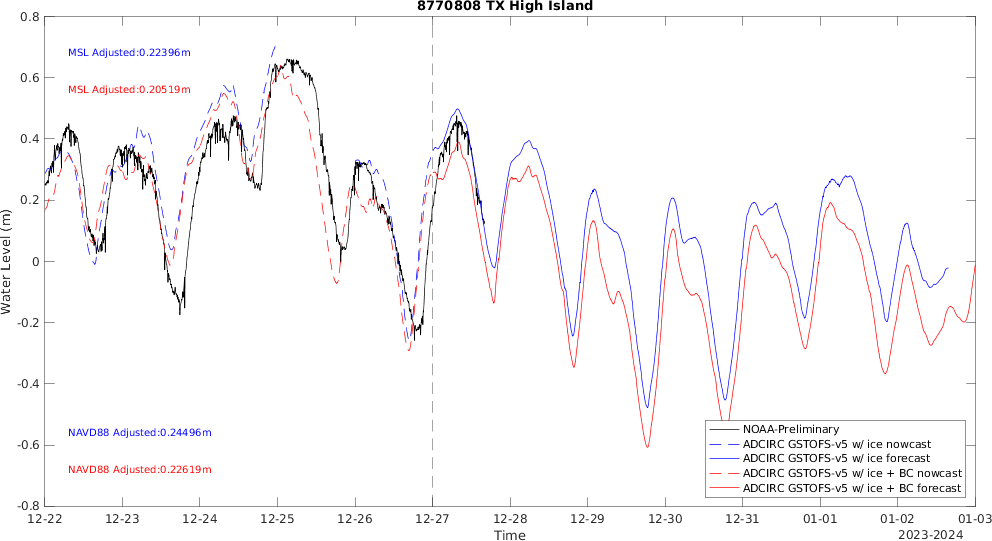 8770808 TX High Island
0.8
0.6
0.4
0.2
0
-0.2
-0.4
-0.6
-0.8
Water Level (m)
MSL Adjusted:0.22396m
MSL Adjusted:0.20519m
NAVD88 Adjusted:0.24496m
NAVD88 Adjusted:0.22619m
NOAA-Preliminary
ADCIRC GSTOFS-v5 w/ ice nowcast
ADCIRC GSTOFS-v5 w/ ice forecast
ADCIRC GSTOFS-v5 w/ ice + BC nowcast
ADCIRC GSTOFS-v5 w/ ice + BC forecast
12-22 12-23 12-24 12-25 12-26 12-27 12-28 12-29 12-30 12-31 01-01 01-02 01-03
Time
2023-2024